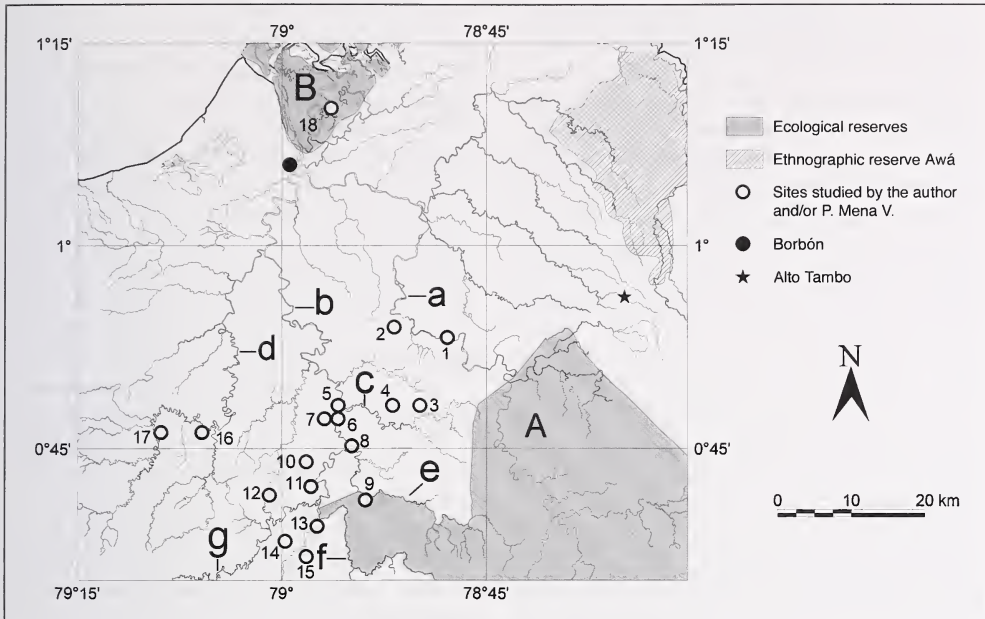 79°
78°45'
1°15'
1°15'
B
18
Ecological reserves
Ethnographic reserve Awá
Sites studied by the author
and/or P. Mena V.
Borbón
Alto Tambo
1°
1°
a
b
2
1
d
N
c
5
4
3
7
6
A
17
16
8
0°45'
0°45'
10
e
11
9
12
0 10 20 km
13
g
14
f
15
79°15'
79°
78°45'